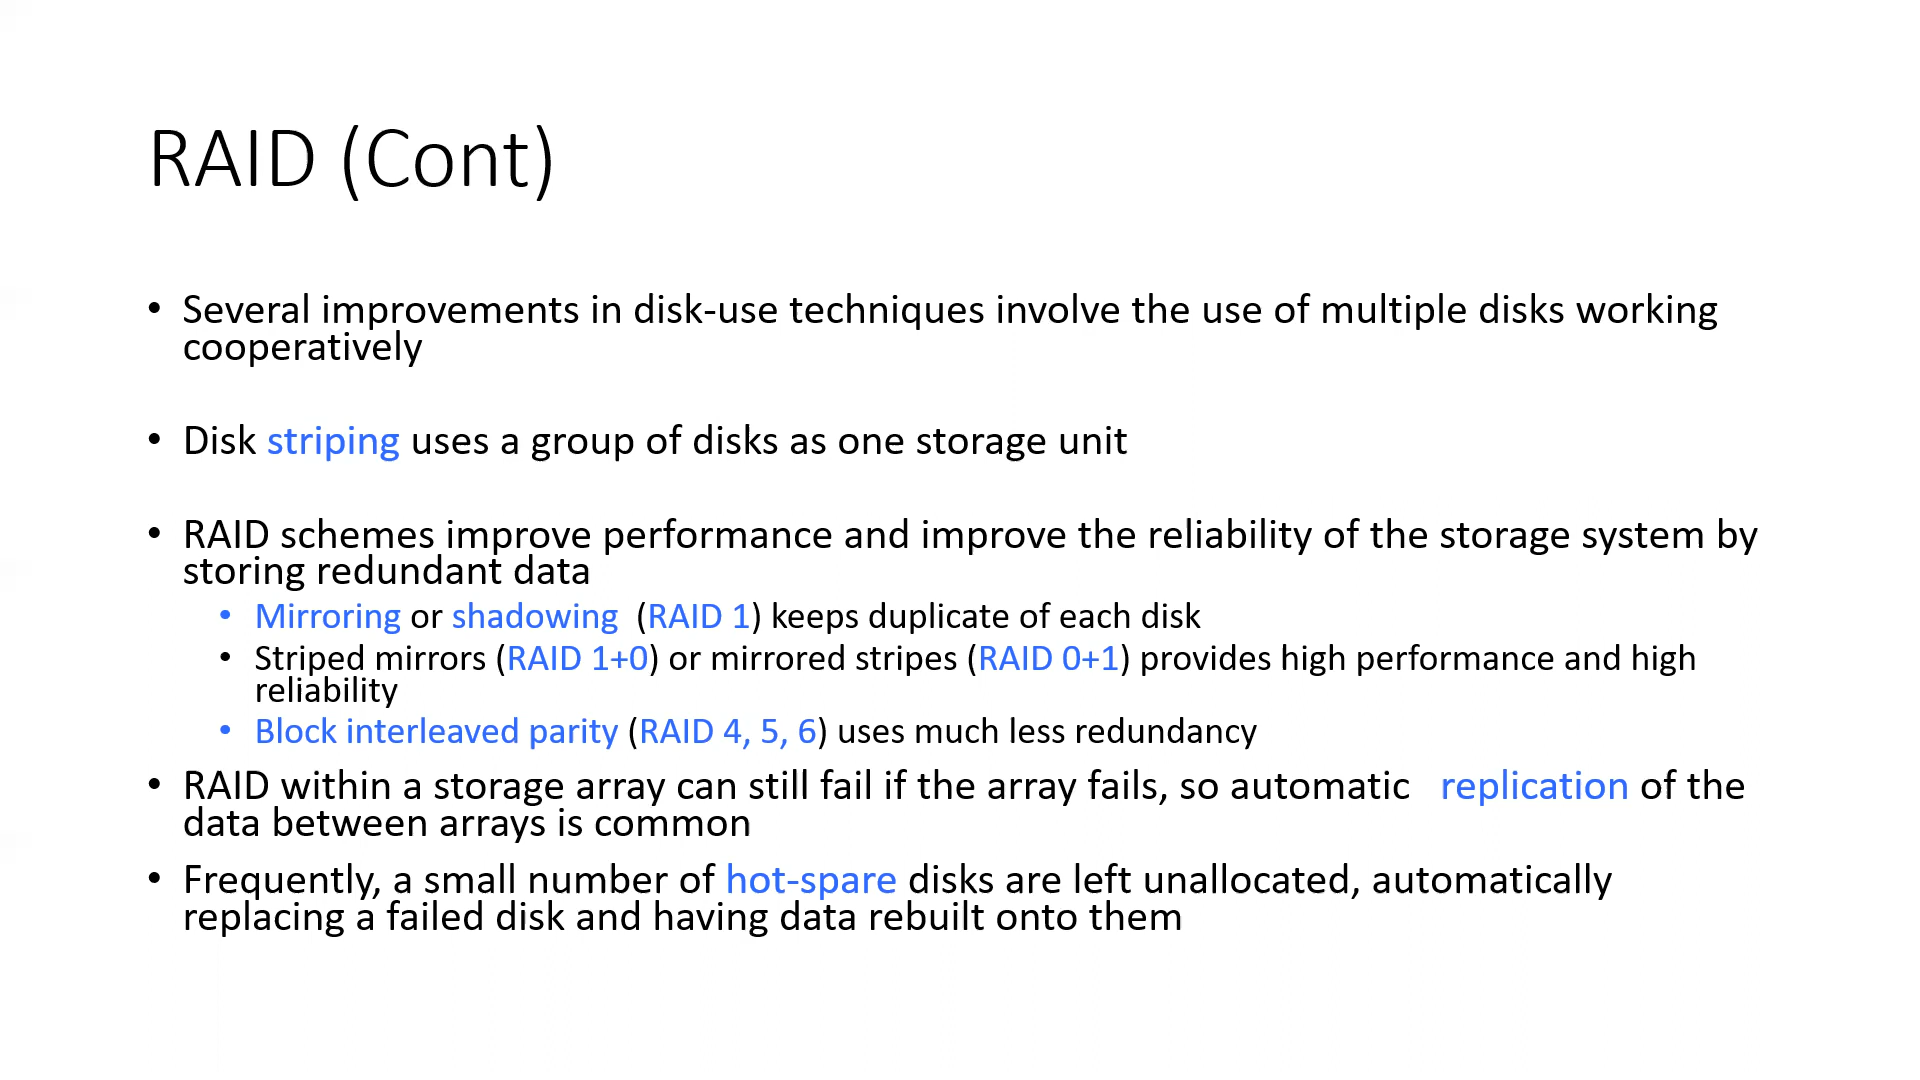 RAID (Cont)
• Several improvements in disk-use techniques involve the use of multiple disks working
cooperatively
• Disk striping uses a group of disks as one storage unit
• RAID schemes improve performance and improve the reliability of the storage system by
storing redundant data
• Mirroring or shadowing (RAID 1) keeps duplicate of each disk
• Striped mirrors (RAID 1+0) or mirrored stripes (RAID 0+1) provides high performance and high
reliability
• Block interleaved parity (RAID 4, 5, 6) uses much less redundancy
• RAID within a storage array can still fail if the array fails, so automatic replication of the
data between arrays is common
• Frequently, a small number of hot-spare disks are left unallocated, automatically
replacing a failed disk and having data rebuilt onto them